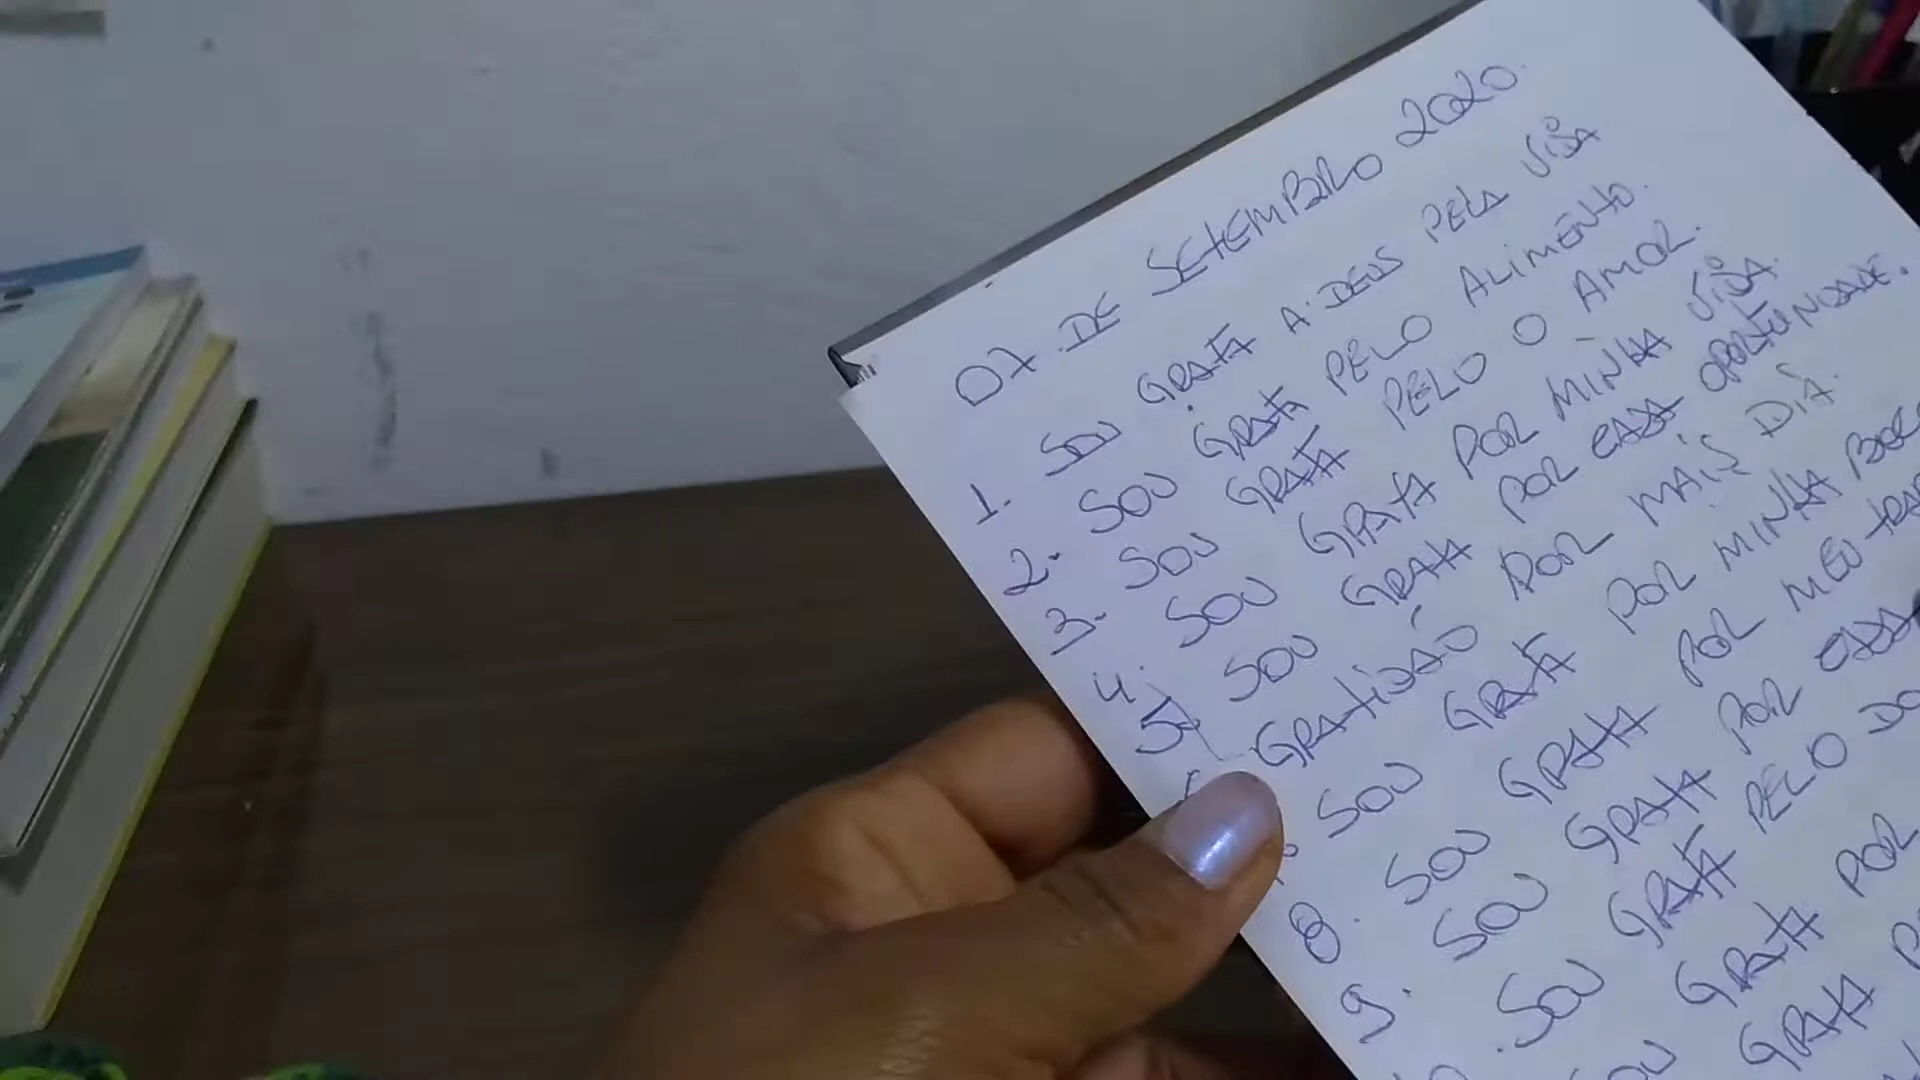 07 DE SETEMBRO 2020.
1. SOU GRATA A DEUS PELA VIDA
2. SOU GRATA PELO ALIMENTO.
3. SOU GRATA PELO O AMOR.
4. SOU GRATA POR MINHA VIDA.
5. SOU GRATA POR CADA OPORTUNIDADE.
GRATIDÃO POR MAIS DIA.
SOU GRATA POR MINHA
8. SOU GRATA POR MEU
9. SOU GRATA POR CADA
SOU GRATA PELO
SOU GRATA POR
GRATA